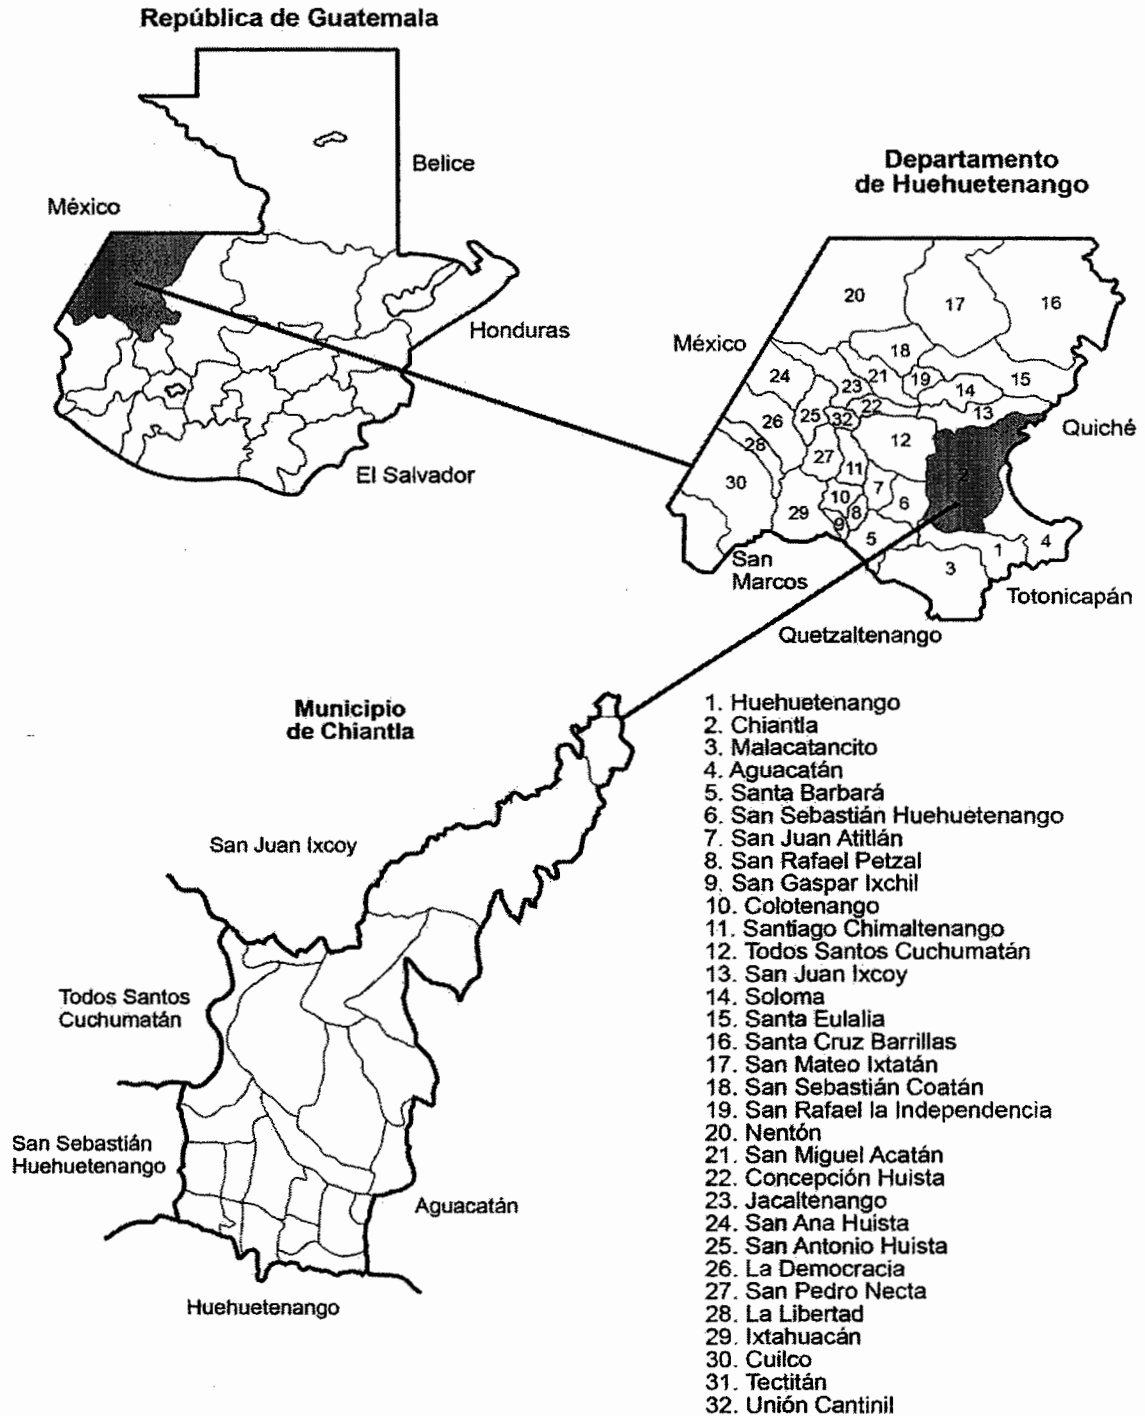 República de Guatemala
Belice
México
Honduras
El Salvador
Departamento
de Huehuetenango
México
20
17
16
18
15
24
23
21
19
14
13
26
25
32
22
12
Quiché
28
27
11
2
30
10
7
6
29
9
8
5
1
4
3
San
Marcos
Totonicapán
Quetzaltenango
Municipio
de Chiantla
San Juan Ixcoy
Todos Santos
Cuchumatán
San Sebastián
Huehuetenango
Aguacatán
Huehuetenango
1. Huehuetenango
2. Chiantla
3. Malacatancito
4. Aguacatán
5. Santa Barbará
6. San Sebastián Huehuetenango
7. San Juan Atitlán
8. San Rafael Petzal
9. San Gaspar Ixchil
10. Colotenango
11. Santiago Chimaltenango
12. Todos Santos Cuchumatán
13. San Juan Ixcoy
14. Soloma
15. Santa Eulalia
16. Santa Cruz Barrillas
17. San Mateo Ixtatán
18. San Sebastián Coatán
19. San Rafael la Independencia
20. Nentón
21. San Miguel Acatán
22. Concepción Huista
23. Jacaltenango
24. San Ana Huista
25. San Antonio Huista
26. La Democracia
27. San Pedro Necta
28. La Libertad
29. Ixtahuacán
30. Cuilco
31. Tectitán
32. Unión Cantinil